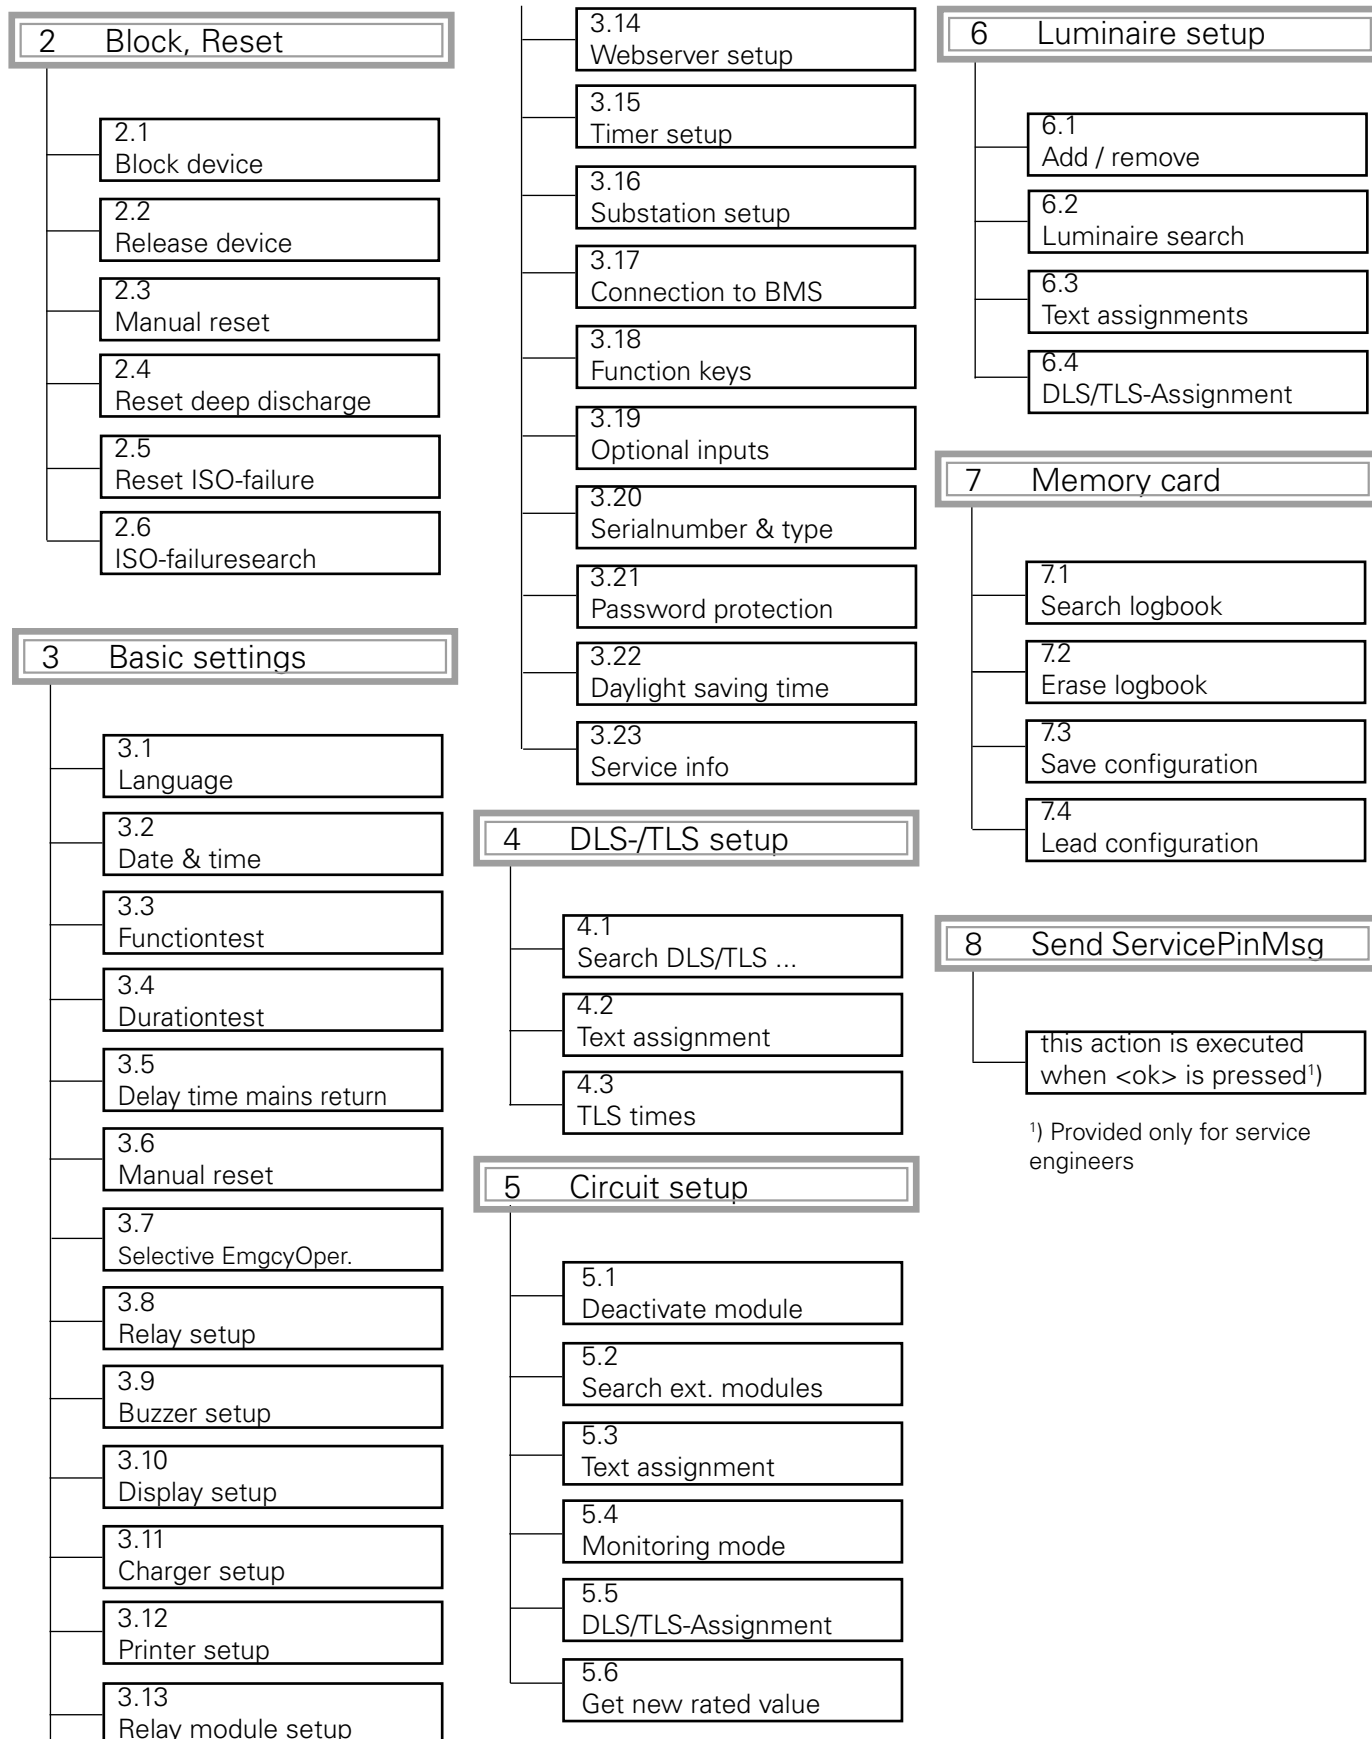 2 Block, Reset
2.1
Block device
2.2
Release device
2.3
Manual reset
2.4
Reset deep discharge
2.5
Reset ISO-failure
2.6
ISO-failuresearch
3 Basic settings
3.1
Language
3.2
Date & time
3.3
Functiontest
3.4
Durationtest
3.5
Delay time mains return
3.6
Manual reset
3.7
Selective EmgcyOper.
3.8
Relay setup
3.9
Buzzer setup
3.10
Display setup
3.11
Charger setup
3.12
Printer setup
3.13
Relay module setup
3.14
Webserver setup
3.15
Timer setup
3.16
Substation setup
3.17
Connection to BMS
3.18
Function keys
3.19
Optional inputs
3.20
Serialnumber & type
3.21
Password protection
3.22
Daylight saving time
3.23
Service info
4 DLS-/TLS setup
4.1
Search DLS/TLS ...
4.2
Text assignment
4.3
TLS times
5 Circuit setup
5.1
Deactivate module
5.2
Search ext. modules
5.3
Text assignment
5.4
Monitoring mode
5.5
DLS/TLS-Assignment
5.6
Get new rated value
6 Luminaire setup
6.1
Add / remove
6.2
Luminaire search
6.3
Text assignments
6.4
DLS/TLS-Assignment
7 Memory card
7.1
Search logbook
7.2
Erase logbook
7.3
Save configuration
7.4
Lead configuration
8 Send ServicePinMsg
this action is executed
when <ok> is pressed¹)
¹) Provided only for service
engineers